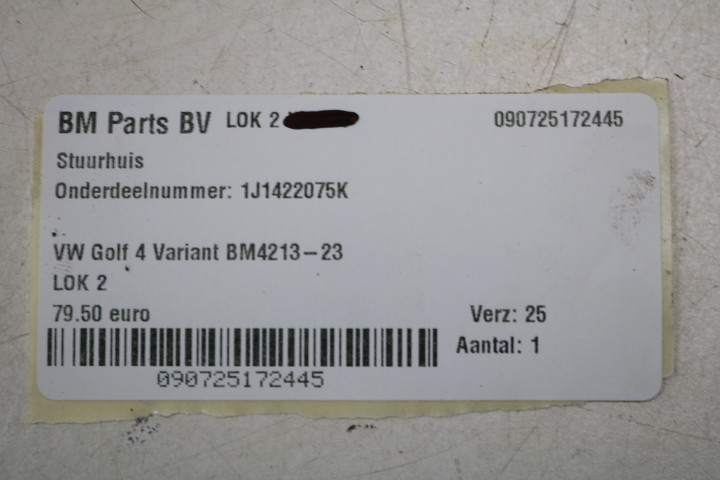 BM Parts BV LOK 2 090725172445
Stuurhuis
Onderdeelnummer: 1J1422075K
VW Golf 4 Variant BM4213-23
LOK 2
79.50 euro Verz: 25
Aantal: 1
090725172445